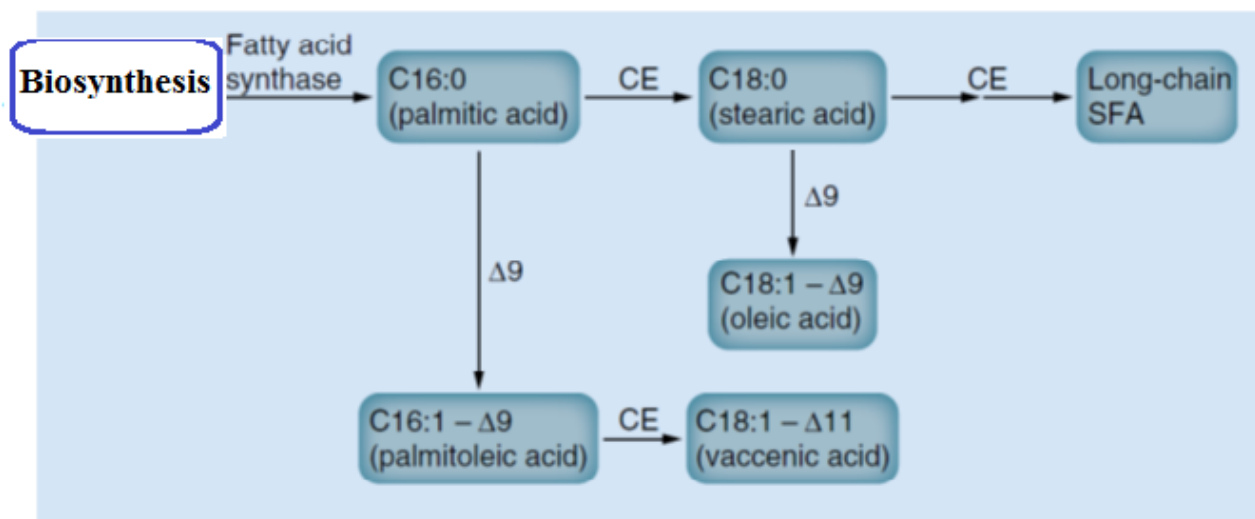 Biosynthesis
Fatty acid
synthase
C16:0
(palmitic acid)
CE
C18:0
(stearic acid)
CE
Long-chain
SFA
Δ9
Δ9
C18:1 – Δ9
(oleic acid)
C16:1 – Δ9
(palmitoleic acid)
CE
C18:1 – Δ11
(vaccenic acid)